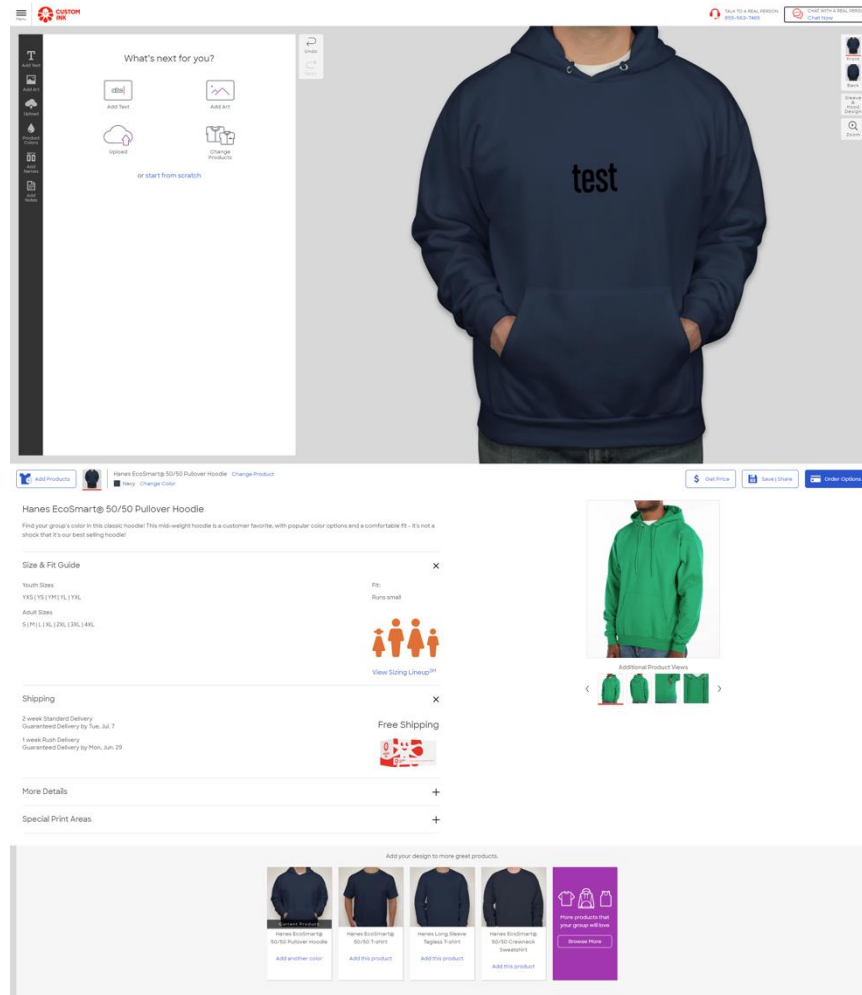 Menu
CUSTOM
INK
TALK TO A REAL PERSON
855-563-7465
CHAT WITH A REAL PERSON
Chat Now
T
Add Text
Add Art
Upload
Product
Colors
Add
Names
Add
Notes
What's next for you?
Add Text
Add Art
Upload
Change
Products
or start from scratch
Undo
test
Front
Back
Sleeve
&
Hood
Design
Zoom
Add Products
Hanes EcoSmart® 50/50 Pullover Hoodie Change Product
Navy Change Color
$ Get Price
Save | Share
Order Options
Hanes EcoSmart® 50/50 Pullover Hoodie
Find your group's color in this classic hoodie! This mid-weight hoodie is a customer favorite, with popular color options and a comfortable fit - it's not a
shock that it's our best selling hoodie!
Size & Fit Guide
Youth Sizes
YXS | YS | YM | YL | YXL
Adult Sizes
S | M | L | XL | 2XL | 3XL | 4XL
Fit:
Runs small
View Sizing Lineup
Additional Product Views
Shipping
2 week Standard Delivery
Guaranteed Delivery by Tue, Jul. 7
1 week Rush Delivery
Guaranteed Delivery by Mon, Jun. 29
Free Shipping
More Details
Special Print Areas
Add your design to more great products.
Current Product
Hanes EcoSmart®
50/50 Pullover Hoodie
Add another color
Hanes EcoSmart®
50/50 T-shirt
Add this product
Hanes Long Sleeve
Tagless T-shirt
Add this product
Hanes EcoSmart®
50/50 Crewneck
Sweatshirt
Add this product
More products that
your group will love
Browse More